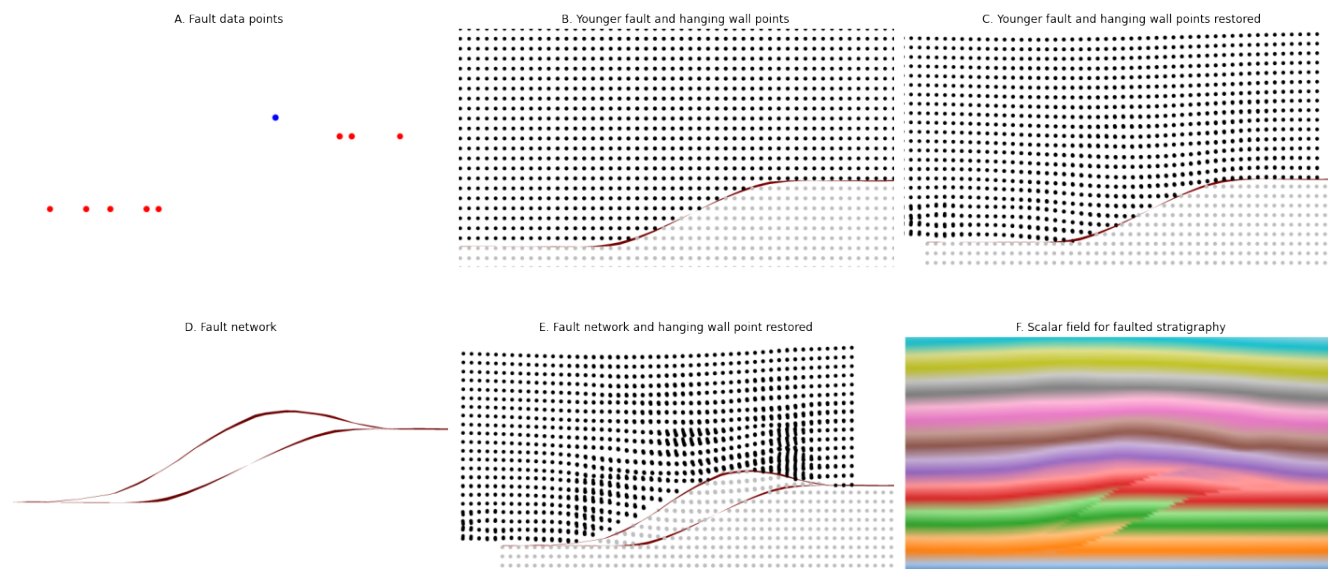 A. Fault data points
B. Younger fault and hanging wall points
C. Younger fault and hanging wall points restored
D. Fault network
E. Fault network and hanging wall point restored
F. Scalar field for faulted stratigraphy